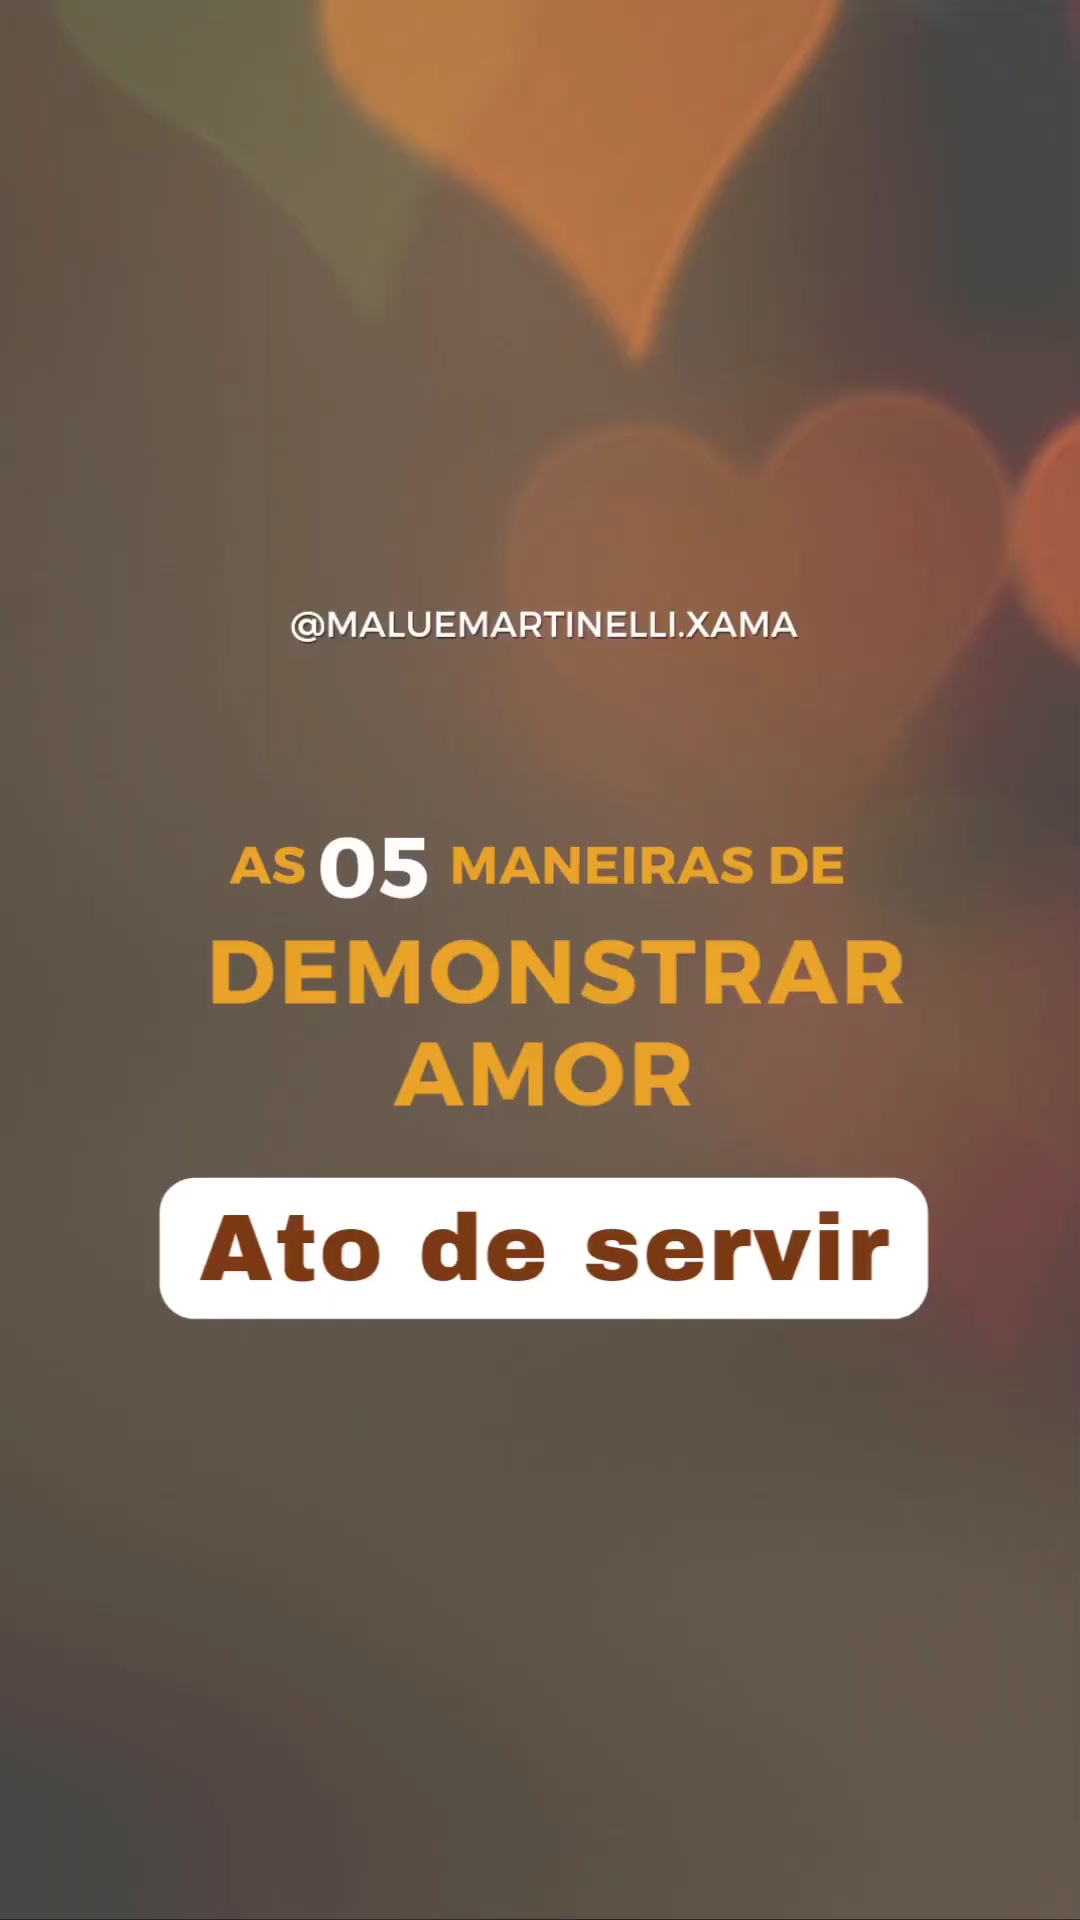 @MALUEMARTINELLI.XAMA
AS 05 MANEIRAS DE
DEMONSTRAR
AMOR
Ato de servir